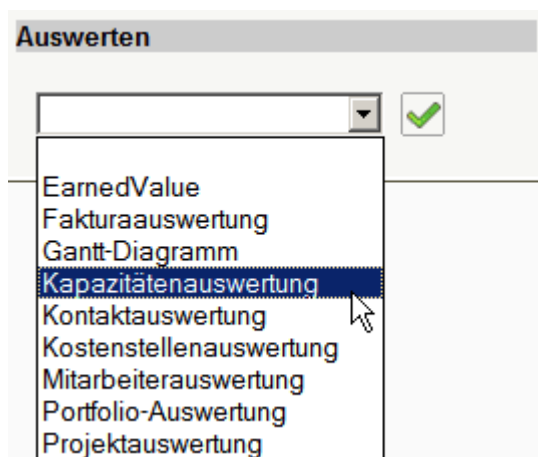 Auswerten
EarnedValue
Fakturaauswertung
Gantt-Diagramm
Kapazitätenauswertung
Kontaktauswertung
Kostenstellenauswertung
Mitarbeiterauswertung
Portfolio-Auswertung
Projektauswertung